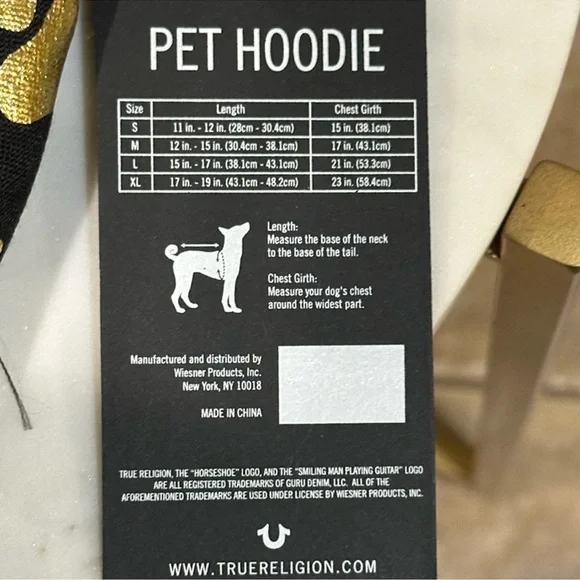 PET HOODIE
Size Length Chest Girth
S 11 in. - 12 in. (28cm - 30.4cm) 15 in. (38.1cm)
M 12 in. - 15 in. (30.4cm - 38.1cm) 17 in. (43.1cm)
L 15 in. - 17 in. (38.1cm - 43.1cm) 21 in. (53.3cm)
XL 17 in. - 19 in. (43.1cm - 48.2cm) 23 in. (58.4cm)
Length:
Measure the base of the neck
to the base of the tail.
Chest Girth:
Measure your dog's chest
around the widest part.
Manufactured and distributed by
Wiesner Products, Inc.
New York, NY 10018
MADE IN CHINA
TRUE RELIGION, THE "HORSESHOE" LOGO, AND THE "SMILING MAN PLAYING GUITAR" LOGO
ARE ALL REGISTERED TRADEMARKS OF GURU DENIM, LLC. ALL OF THE
AFOREMENTIONED TRADEMARKS ARE USED UNDER LICENSE BY WIESNER PRODUCTS, INC.
WWW.TRUERELIGION.COM